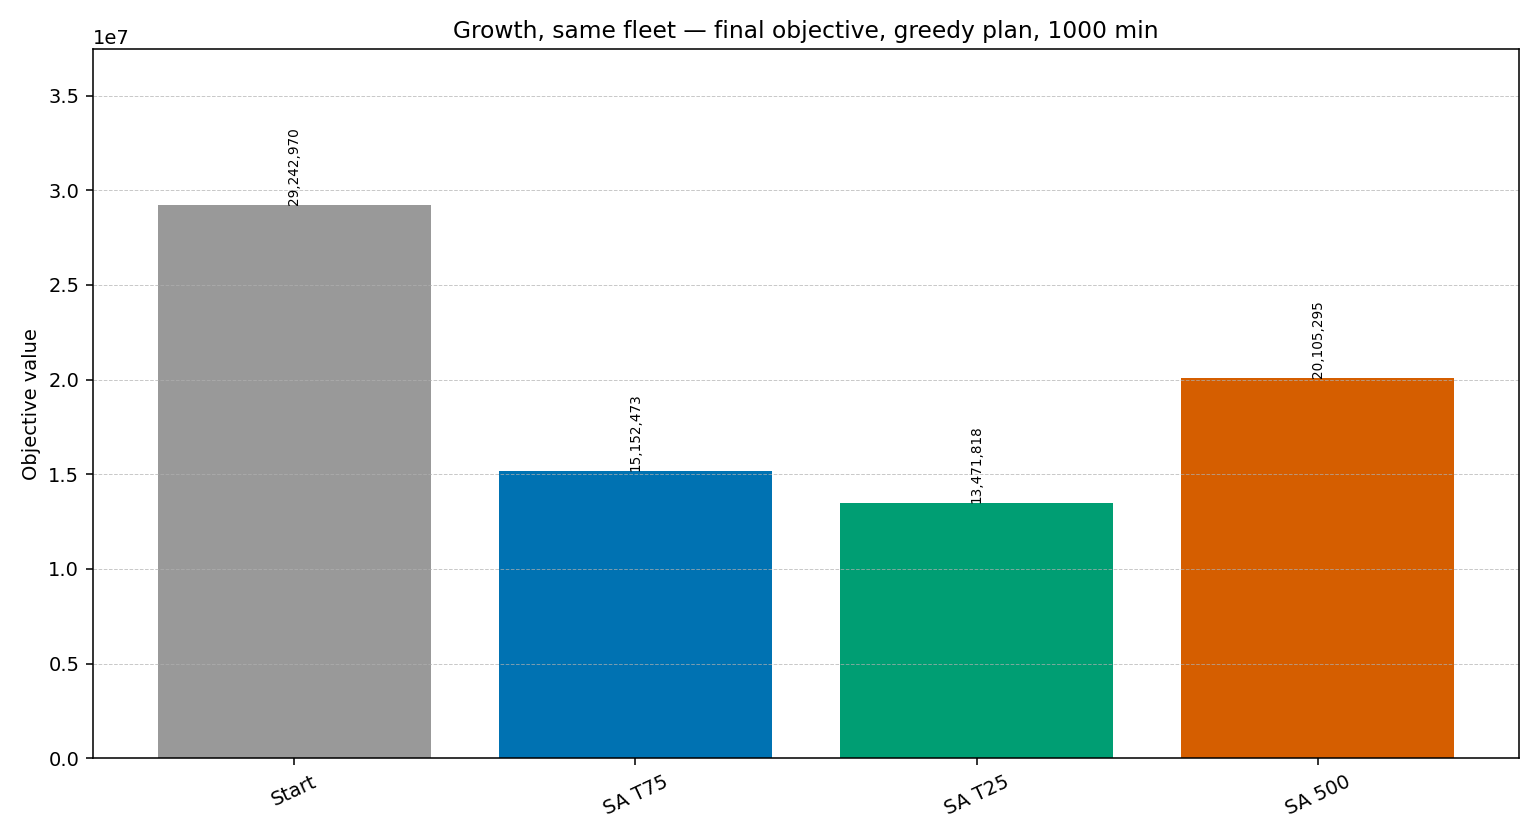 Growth, same fleet — final objective, greedy plan, 1000 min
1e7
Objective value
3.5
3.0
2.5
2.0
1.5
1.0
0.5
0.0
29,242,970
15,152,473
13,471,818
20,105,295
Start
SA T75
SA T25
SA 500